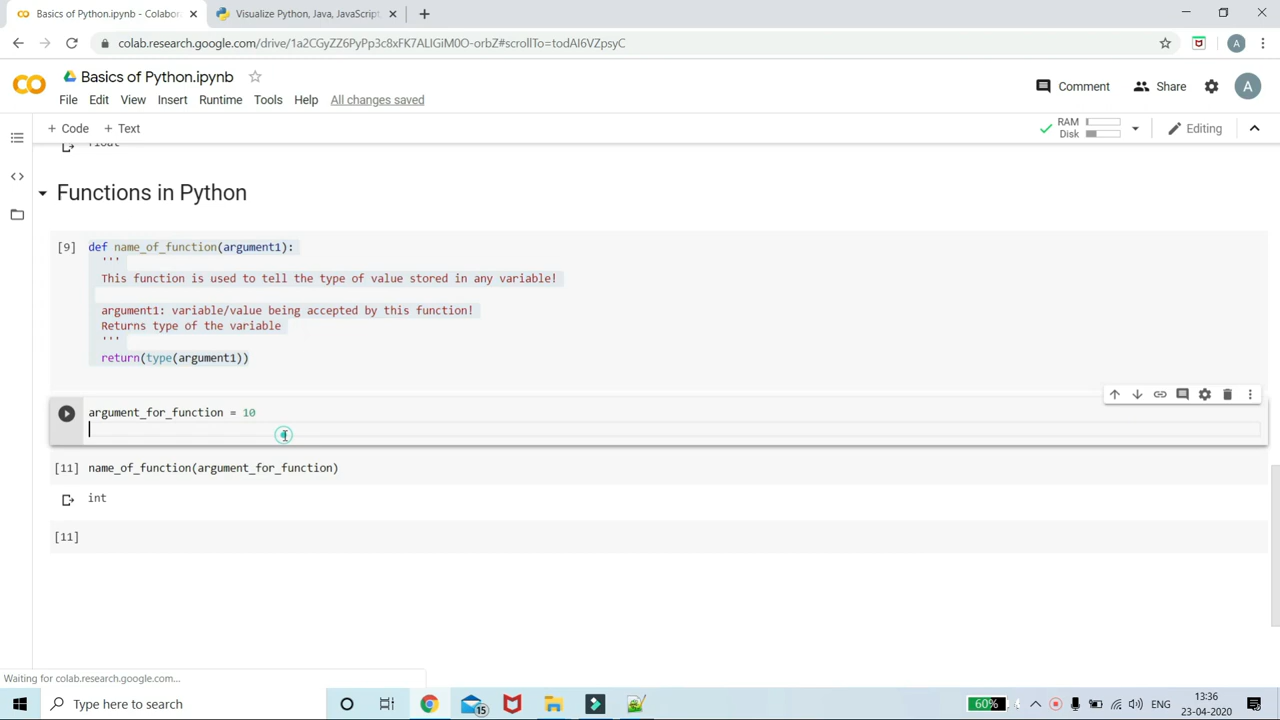 Basics of Python.ipynb - Colabor
Visualize Python, Java, JavaScript,
colab.research.google.com/drive/1a2CGyZZ6PyPp3c8xFK7ALIGiM0O-orbZ#scrollTo=todAI6VZpsyC
A
Basics of Python.ipynb
Comment
Share
A
File Edit View Insert Runtime Tools Help All changes saved
+ Code + Text
RAM
Disk
Editing
float
Functions in Python
[9] def name_of_function(argument1):
'''
This function is used to tell the type of value stored in any variable!
argument1: variable/value being accepted by this function!
Returns type of the variable
'''
return(type(argument1))
argument_for_function = 10
[11] name_of_function(argument_for_function)
int
[11]
Waiting for colab.research.google.com...
Type here to search
15
60%
ENG
13:36
23-04-2020